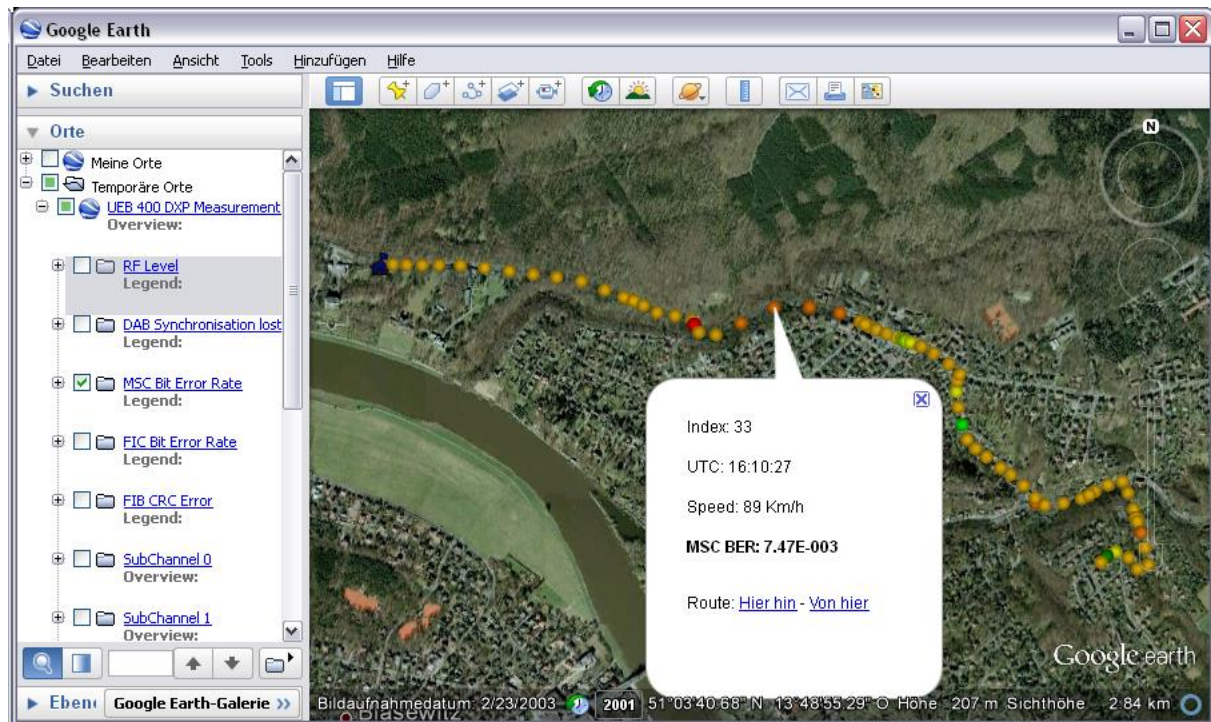 Google Earth
Datei Bearbeiten Ansicht Tools Hinzufügen Hilfe
Suchen
Orte
Meine Orte
Temporäre Orte
UEB 400 DXP Measurement
Overview:
RF Level
Legend:
DAB Synchronisation lost
Legend:
MSC Bit Error Rate
Legend:
FIC Bit Error Rate
Legend:
FIB CRC Error
Legend:
SubChannel 0
Overview:
SubChannel 1
Overview:
Ebene
Google Earth-Galerie >>
N
Index: 33
UTC: 16:10:27
Speed: 89 Km/h
MSC BER: 7.47E-003
Route: Hier hin - Von hier
Google earth
Blasewitz
Bildaufnahmedatum: 2/23/2003 2001 51°03'40.68" N 13°48'55.29" O Höhe 207 m Sichthöhe 2.84 km